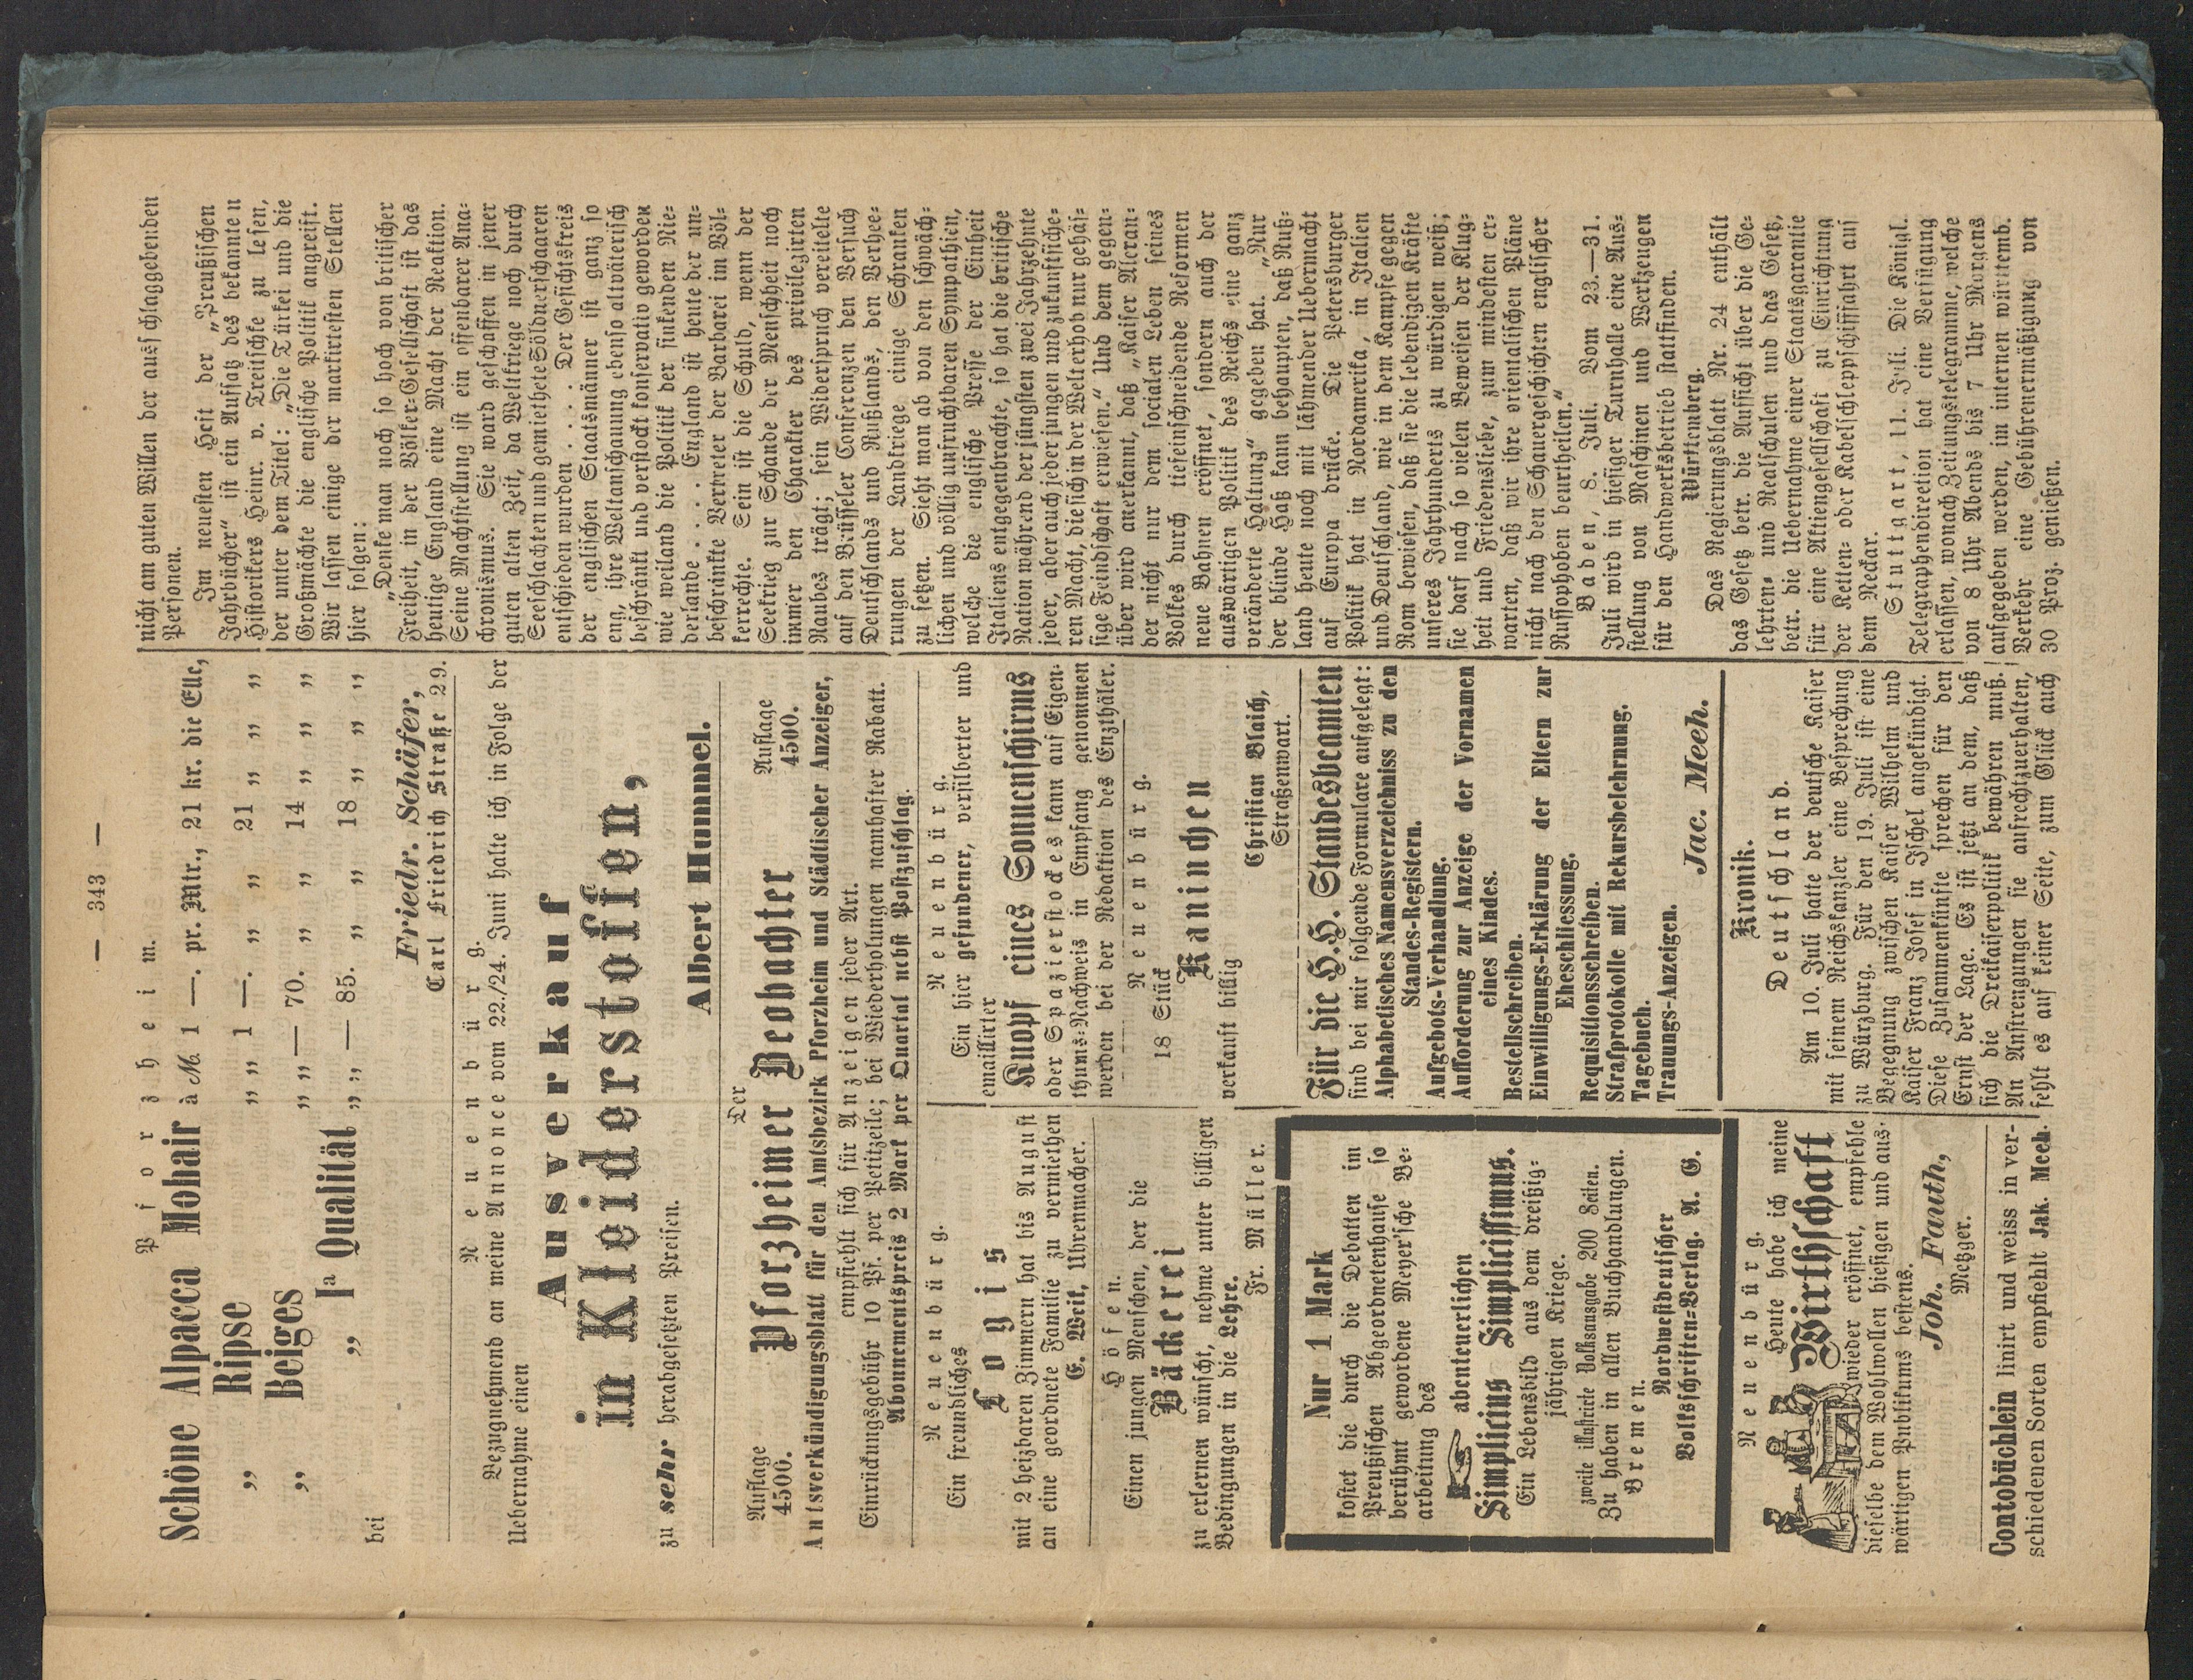 — 343 —
Pforzheim.
Schöne Alpacca Mohair à M. 1 —. pr. Mtr., 21 kr. die Elle,
„ Ripse „ „ 1 —. „ „ 21 „ „ „
„ Beiges „ „ — 70. „ „ 14 „ „ „
„ Iª Qualität „ „ — 85. „ „ 18 „ „ „
bei
Friedr. Schäfer,
Carl Friedrich Straße 29.
Neuenbürg.
Bezugnehmend an meine Annonce vom 22./24. Juni halte ich in Folge der
Uebernahme einen
Ausverkauf
in Kleiderstoffen,
zu sehr herabgesetzten Preisen.
Albert Hummel.
Der
Auflage
4500.
Pforzheimer Beobachter
Auflage
4500.
Amtsverkündigungsblatt für den Amtsbezirk Pforzheim und Städtischer Anzeiger,
empfiehlt sich für Anzeigen jeder Art.
Einrückungsgebühr 10 Pf. per Petitzeile; bei Wiederholungen namhafter Rabatt.
Abonnementspreis 2 Mark per Quartal nebst Postzuschlag.
Neuenbürg.
Ein freundliches
Logis
mit 2 heizbaren Zimmern hat bis August
an eine geordnete Familie zu vermiethen
E. Weik, Uhrenmacher.
Höfen.
Einen jungen Menschen, der die
Bäckerei
zu erlernen wünscht, nehme unter billigen
Bedingungen in die Lehre.
Fr. Müller.
Nur 1 Mark
kostet die durch die Debatten im
Preußischen Abgeordnetenhause so
berühmt gewordene Meyer'sche Be-
arbeitung des
abenteuerlichen
Simplicius Simplicissimus.
Ein Lebensbild aus dem dreißig-
jährigen Kriege.
zweite illustrirte Volksausgabe 200 Seiten.
Zu haben in allen Buchhandlungen.
Bremen.
Nordwestdeutscher
Volksschriften-Verlag. A. G.
Neuenbürg.
Heute habe ich meine
Wirthschaft
wieder eröffnet, empfehle
dieselbe dem Wohlwollen hiesigen und aus-
wärtigen Publikums bestens.
Joh. Fauth,
Metzger.
Contobüchlein linirt und weiss in ver-
schiedenen Sorten empfiehlt Jak. Meeh.
Neuenbürg.
Ein hier gefundener, versilberter und
emaillirter
Knopf eines Sonnenschirms
oder Spazierstockes kann auf Eigen-
thums-Nachweis in Empfang genommen
werden bei der Redaktion des Enzthäler.
Neuenbürg.
18 Stück
Kaninchen
verkauft billig
Christian Blaich,
Straßenwart.
Für die H.H. Standesbeamten
sind bei mir folgende Formulare aufgelegt:
Alphabetisches Namensverzeichniss zu den
Standes-Registern.
Aufgebots-Verhandlung.
Aufforderung zur Anzeige der Vornamen
eines Kindes.
Bestellschreiben.
Einwilligungs-Erklärung der Eltern zur
Eheschliessung.
Requisitionsschreiben.
Strafprotokolle mit Rekursbelehrnung.
Tagebuch.
Trauungs-Anzeigen.
Jac. Meeh.
Kronik.
Deutschland.
Am 10. Juli hatte der deutsche Kaiser
mit seinem Reichskanzler eine Besprechung
zu Würzburg. Für den 19. Juli ist eine
Begegnung zwischen Kaiser Wilhelm und
Kaiser Franz Josef in Ischel angekündigt.
Diese Zusammenkünfte sprechen für den
Ernst der Lage. Es ist jetzt an dem, daß
sich die Dreikaiserpolitik bewähren muß.
An Anstrengungen sie aufrechtzuerhalten,
fehlt es auf keiner Seite, zum Glück auch
nicht am guten Willen der ausschlaggebenden
Personen.
Im neuesten Heft der „Preußischen
Jahrbücher“ ist ein Aufsatz des bekannten
Historikers Heinr. v. Treitschke zu lesen,
der unter dem Titel: „Die Türkei und die
Großmächte die englische Politik angreift.
Wir lassen einige der markirtesten Stellen
hier folgen:
„Denke man noch so hoch von britischer
Freiheit, in der Völker-Gesellschaft ist das
heutige England eine Macht der Reaktion.
Seine Machtstellung ist ein offenbarer Ana-
chronismus. Sie ward geschaffen in jener
guten alten Zeit, da Weltkriege noch durch
Seeschlachten und gemiethete Söldnerschaaren
entschieden wurden . . . . Der Gesichtskreis
der englischen Staatsmänner ist ganz so
eng, ihre Weltanschauung ebenso altväterisch
beschränkt und verstockt konservativ geworden
wie weiland die Politik der sinkenden Nie-
derlande . . . . England ist heute der un-
beschränkte Vertreter der Barbarei im Völ-
kerrechte. Sein ist die Schuld, wenn der
Seekrieg zur Schande der Menschheit noch
immer den Charakter des privilegirten
Raubes trägt; sein Widerspruch vereitelte
auf den Brüsseler Conferenzen den Versuch
Deutschlands und Rußlands, den Verhee-
rungen der Landkriege einige Schranken
zu setzen. Sieht man ab von den schwäch-
lichen und völlig unfruchtbaren Sympathien,
welche die englische Presse der Einheit
Italiens entgegenbrachte, so hat die britische
Nation während der jüngsten zwei Jahrzehnte
jeder, aber auch jeder jungen und zukunftsiche-
ren Macht, die sich in der Welt erhob nur gehäs-
sige Feindschaft erwiesen.“ Und dem gegen-
über wird anerkannt, daß „Kaiser Alexan-
der nicht nur dem socialen Leben seines
Volkes durch tiefeinschneidende Reformen
neue Bahnen eröffnet, sondern auch der
auswärtigen Politik des Reichs eine ganz
veränderte Haltung“ gegeben hat. „Nur
der blinde Haß kann behaupten, daß Ruß-
land heute noch mit lähmender Uebermacht
auf Europa drücke. Die Petersburger
Politik hat in Nordamerika, in Italien
und Deutschland, wie in dem Kampfe gegen
Rom bewiesen, daß sie die lebendigen Kräfte
unseres Jahrhunderts zu würdigen weiß;
sie darf nach so vielen Beweisen der Klug-
heit und Friedensliebe, zum mindesten er-
warten, daß wir ihre orientalischen Pläne
nicht nach den Schauergeschichten englischer
Russophoben beurtheilen.“
Baden, 8. Juli. Vom 23.—31.
Juli wird in hiesiger Turnhalle eine Aus-
stellung von Maschinen und Werkzeugen
für den Handwerksbetrieb stattfinden.
Württemberg.
Das Regierungsblatt Nr. 24 enthält
das Gesetz betr. die Aufsicht über die Ge-
lehrten- und Realschulen und das Gesetz,
betr. die Uebernahme einer Staatsgarantie
für eine Aktiengesellschaft zu Einrichtung
der Ketten- oder Kabelschleppschifffahrt auf
dem Neckar.
Stuttgart, 11. Juli. Die Königl.
Telegraphendireetion hat eine Verfügung
erlassen, wonach Zeitungstelegramme, welche
von 8 Uhr Abends bis 7 Uhr Morgens
aufgegeben werden, im internen württemb.
Verkehr eine Gebührenermäßigung von
30 Proz. genießen.